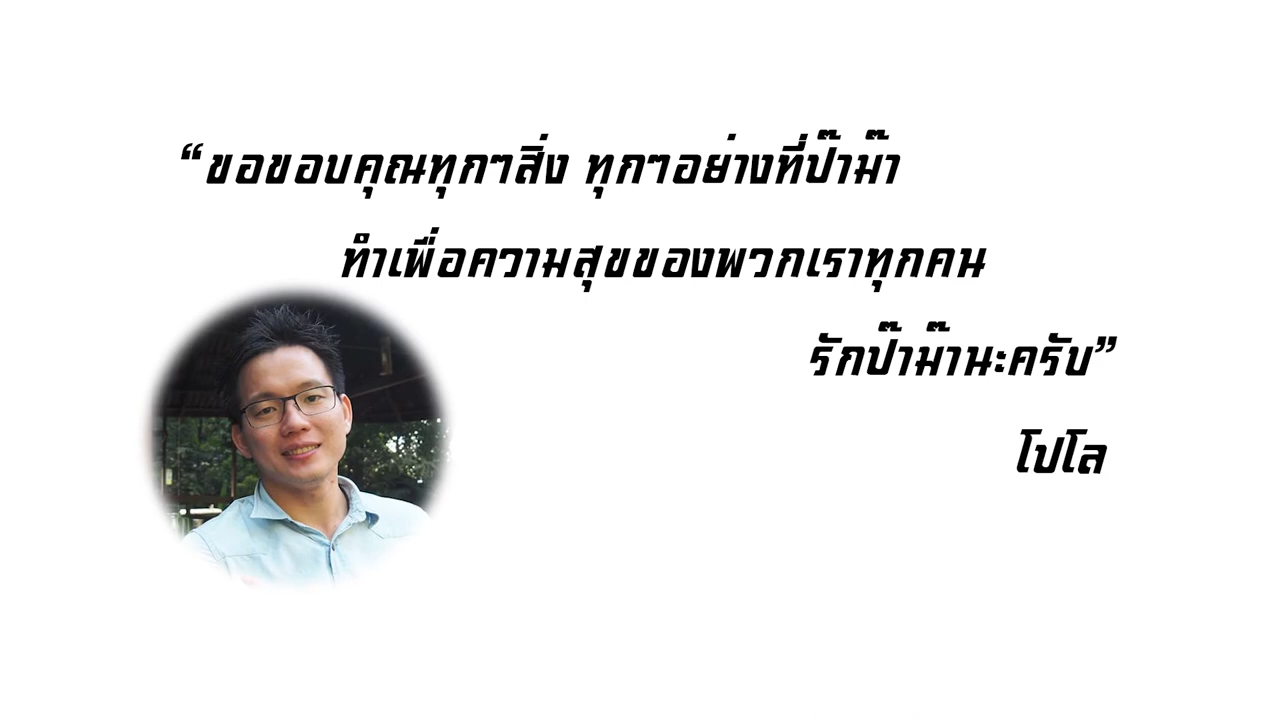 “ขอขอบคุณทุกๆสิ่ง ทุกๆอย่างที่ป๊าม๊า
ทำเพื่อความสุขของพวกเราทุกคน
รักป๊าม๊านะครับ”
โปโล